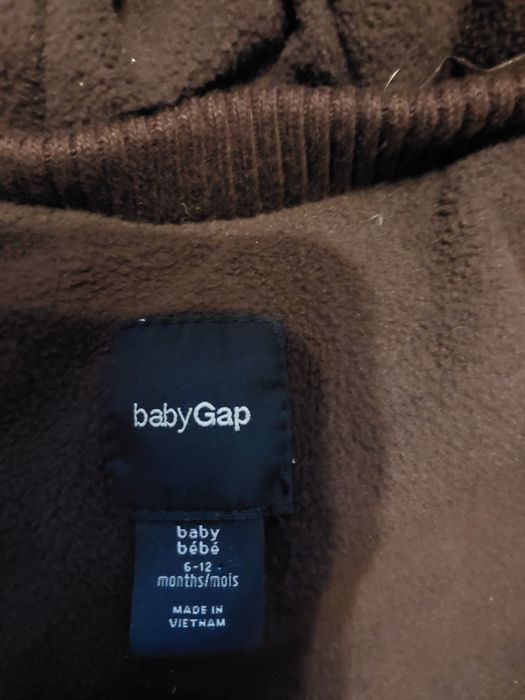 babyGap
baby
bébé
6-12
months/mois
MADE IN
VIETNAM